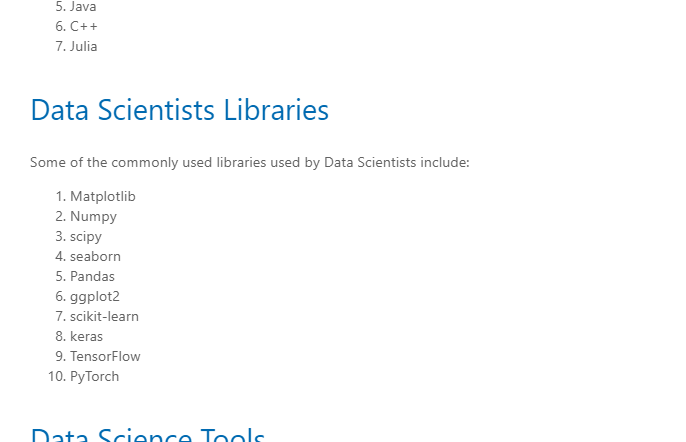 5. Java
6. C++
7. Julia
Data Scientists Libraries
Some of the commonly used libraries used by Data Scientists include:
1. Matplotlib
2. Numpy
3. scipy
4. seaborn
5. Pandas
6. ggplot2
7. scikit-learn
8. keras
9. TensorFlow
10. PyTorch
Data Science Tools